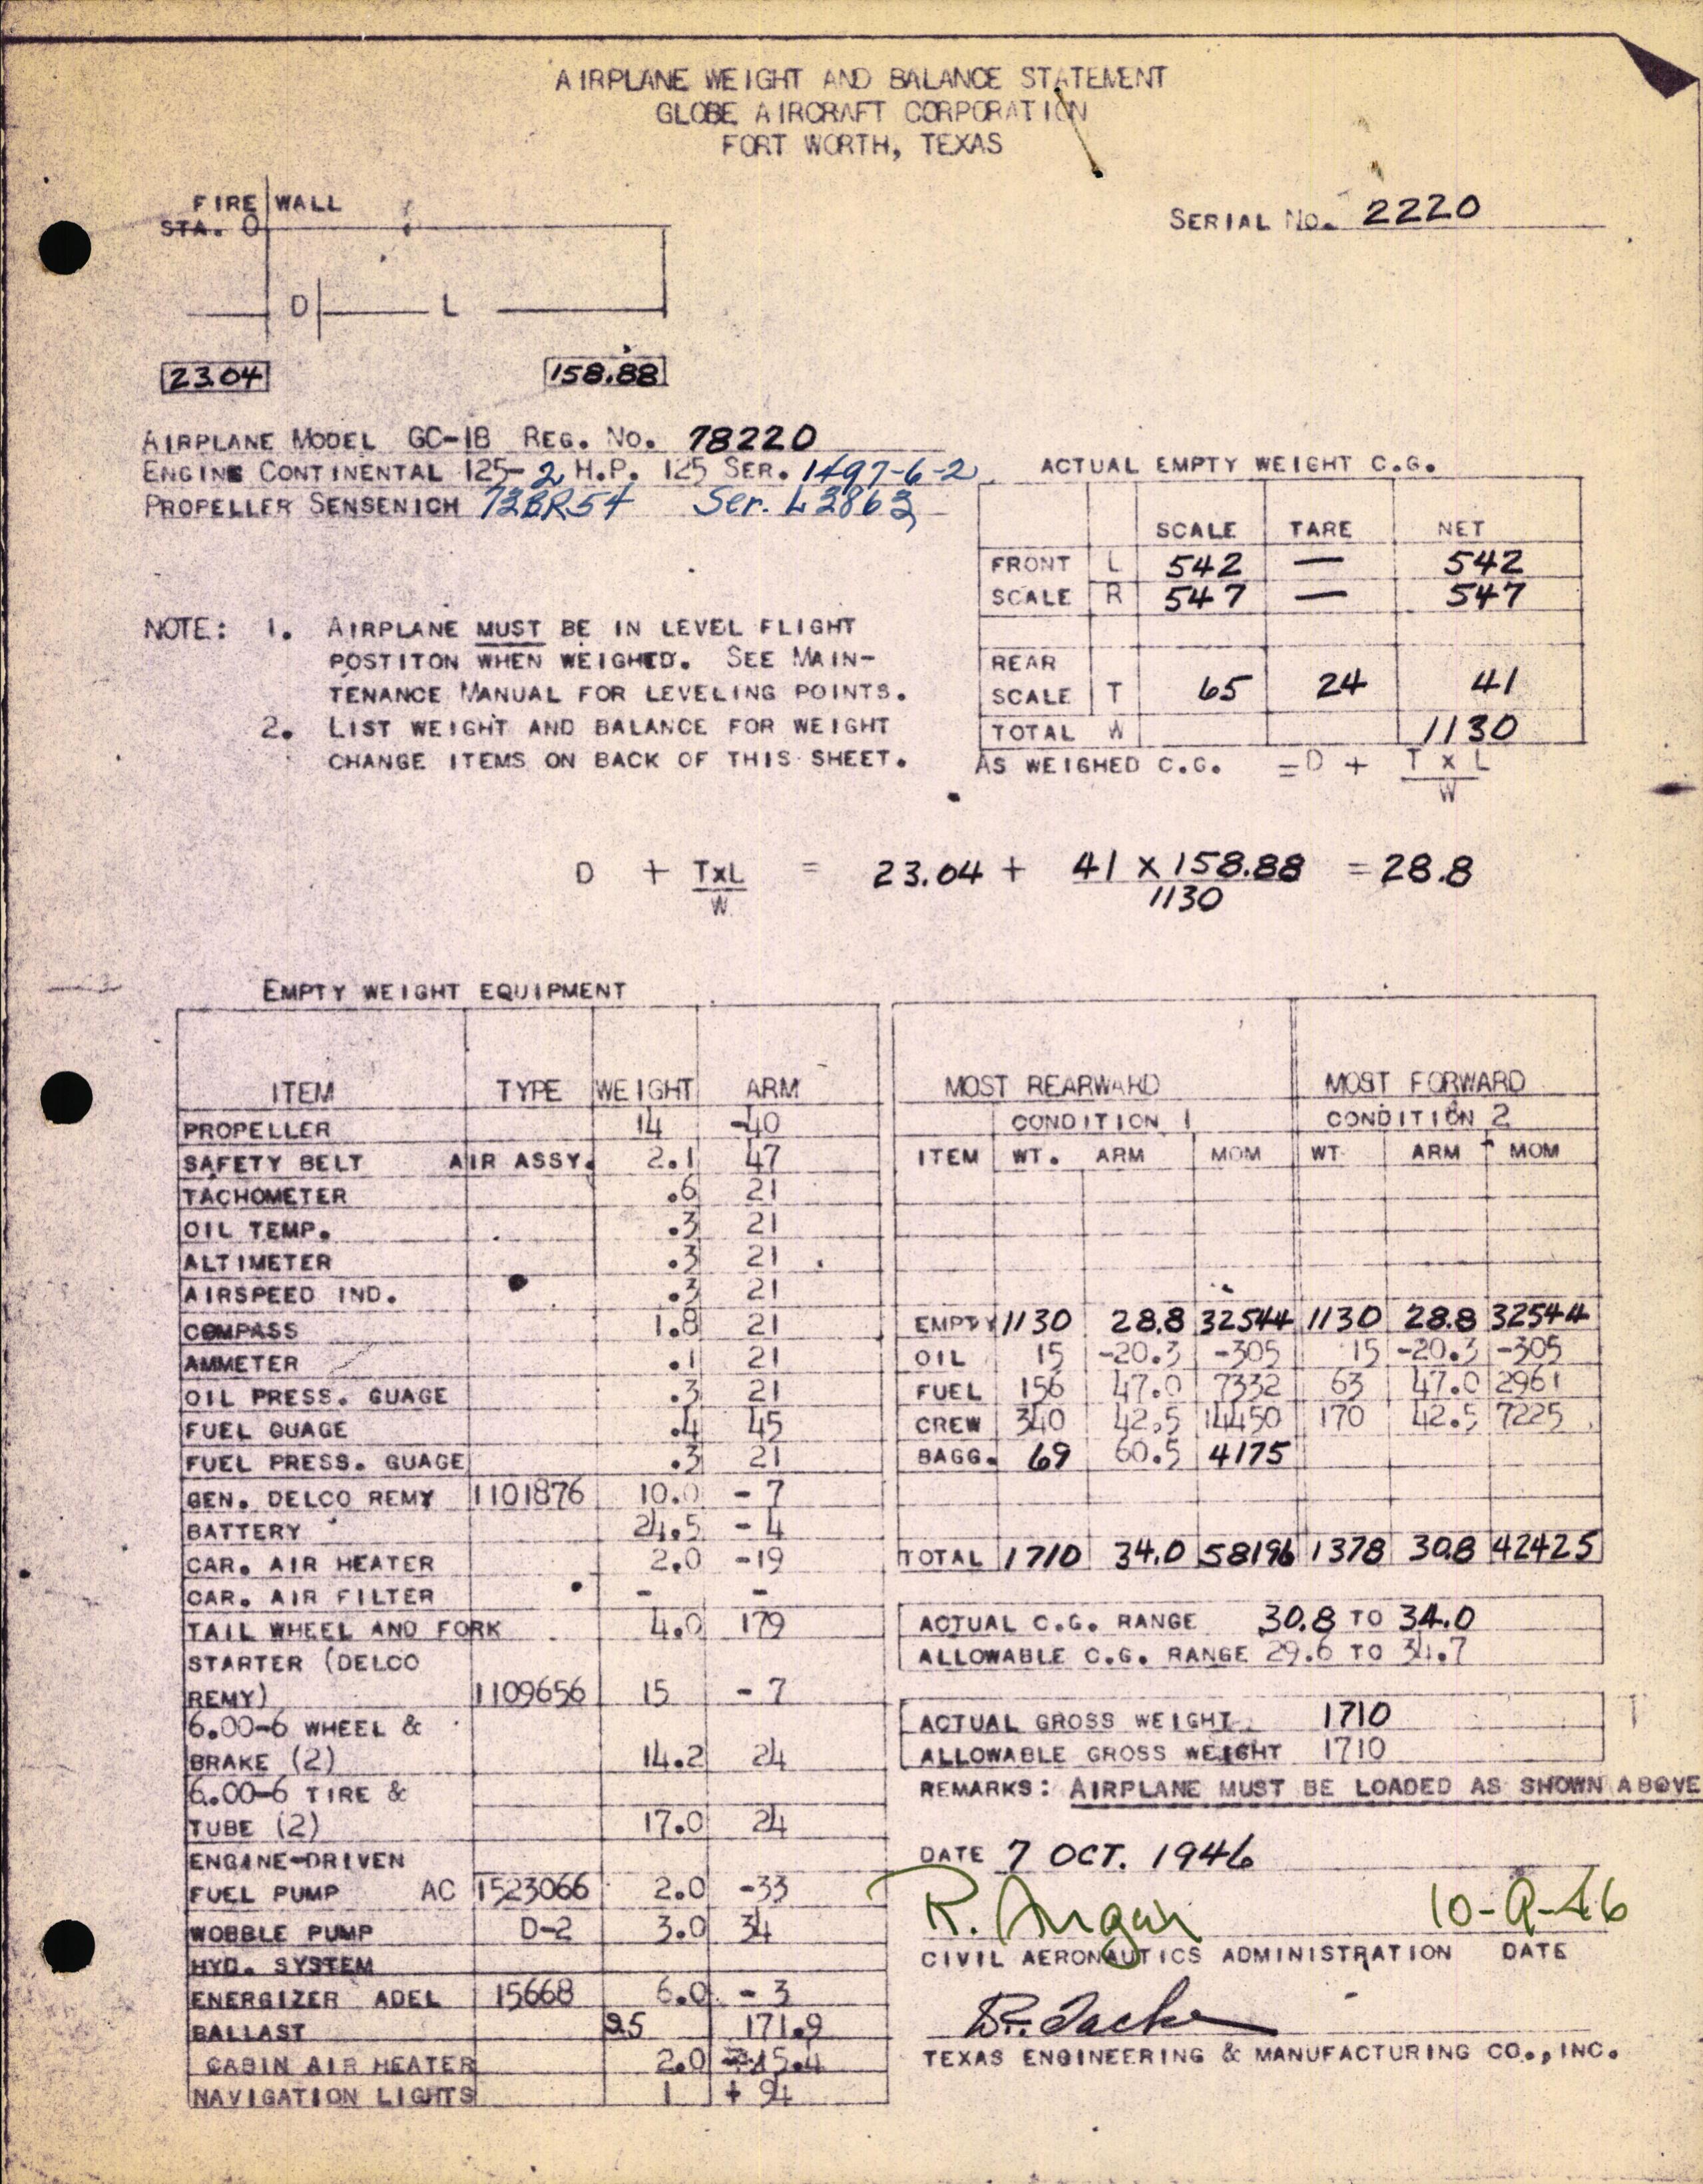 AIRPLANE WEIGHT AND BALANCE STATEMENT
GLOBE AIRCRAFT CORPORATION
FORT WORTH, TEXAS
FIRE WALL
STA. 0
SERIAL NO. 2220
D L
23.04 158.88
AIRPLANE MODEL GC-1B REG. NO. 78220
ENGINE CONTINENTAL 125-2 H.P. 125 SER. 1497-6-2
PROPELLER SENSENICH 73BR54 Ser. L3863
ACTUAL EMPTY WEIGHT C.G.
SCALE TARE NET
FRONT L 542 — 542
SCALE R 547 — 547
REAR
SCALE T 65 24 41
TOTAL W 1130
AS WEIGHED C.G. = D + T x L
W
NOTE: 1. AIRPLANE MUST BE IN LEVEL FLIGHT
POSTITON WHEN WEIGHED. SEE MAIN-
TENANCE MANUAL FOR LEVELING POINTS.
2. LIST WEIGHT AND BALANCE FOR WEIGHT
CHANGE ITEMS ON BACK OF THIS SHEET.
D + TxL = 23.04 + 41 x 158.88 = 28.8
W 1130
EMPTY WEIGHT EQUIPMENT
ITEM TYPE WEIGHT ARM
PROPELLER 14 -40
SAFETY BELT AIR ASSY. 2.1 47
TACHOMETER .6 21
OIL TEMP. .3 21
ALTIMETER .3 21
AIRSPEED IND. .3 21
COMPASS 1.8 21
AMMETER .1 21
OIL PRESS. GUAGE .3 21
FUEL GUAGE .4 45
FUEL PRESS. GUAGE .3 21
GEN. DELCO REMY 1101876 10.0 - 7
BATTERY 24.5 - 4
CAR. AIR HEATER 2.0 -19
CAR. AIR FILTER - -
TAIL WHEEL AND FORK 4.0 179
STARTER (DELCO
REMY) 1109656 15 - 7
6.00-6 WHEEL &
BRAKE (2) 14.2 24
6.00-6 TIRE &
TUBE (2) 17.0 24
ENGINE-DRIVEN
FUEL PUMP AC 1523066 2.0 -33
WOBBLE PUMP D-2 3.0 34
HYD. SYSTEM
ENERGIZER ADEL 15668 6.0 - 3
BALLAST 9.5 171.9
CABIN AIR HEATER 2.0 -15.4
NAVIGATION LIGHTS 1 + 94
MOST REARWARD MOST FORWARD
CONDITION 1 CONDITION 2
ITEM WT. ARM MOM WT ARM MOM
EMPTY 1130 28.8 32544 1130 28.8 32544
OIL 15 -20.3 -305 15 -20.3 -305
FUEL 156 47.0 7332 63 47.0 2961
CREW 340 42.5 14450 170 42.5 7225
BAGG. 69 60.5 4175
TOTAL 1710 34.0 58196 1378 30.8 42425
ACTUAL C.G. RANGE 30.8 TO 34.0
ALLOWABLE C.G. RANGE 29.6 TO 34.7
ACTUAL GROSS WEIGHT 1710
ALLOWABLE GROSS WEIGHT 1710
REMARKS: AIRPLANE MUST BE LOADED AS SHOWN ABOVE
DATE 7 OCT. 1946
R. 10-9-46
CIVIL AERONAUTICS ADMINISTRATION DATE
TEXAS ENGINEERING & MANUFACTURING CO., INC.